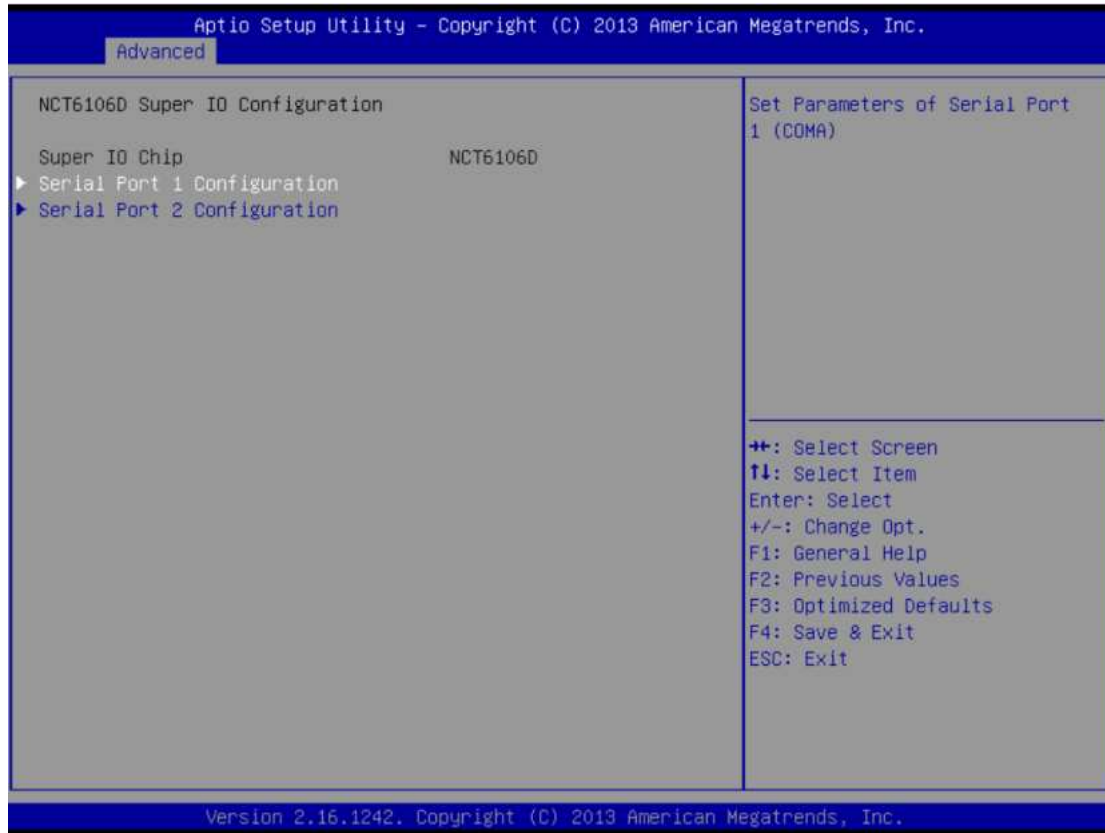 Aptio Setup Utility – Copyright (C) 2013 American Megatrends, Inc.
Advanced
NCT6106D Super IO Configuration
Super IO Chip NCT6106D
▶ Serial Port 1 Configuration
▶ Serial Port 2 Configuration
Set Parameters of Serial Port
1 (COMA)
→←: Select Screen
↑↓: Select Item
Enter: Select
+/-: Change Opt.
F1: General Help
F2: Previous Values
F3: Optimized Defaults
F4: Save & Exit
ESC: Exit
Version 2.16.1242. Copyright (C) 2013 American Megatrends, Inc.